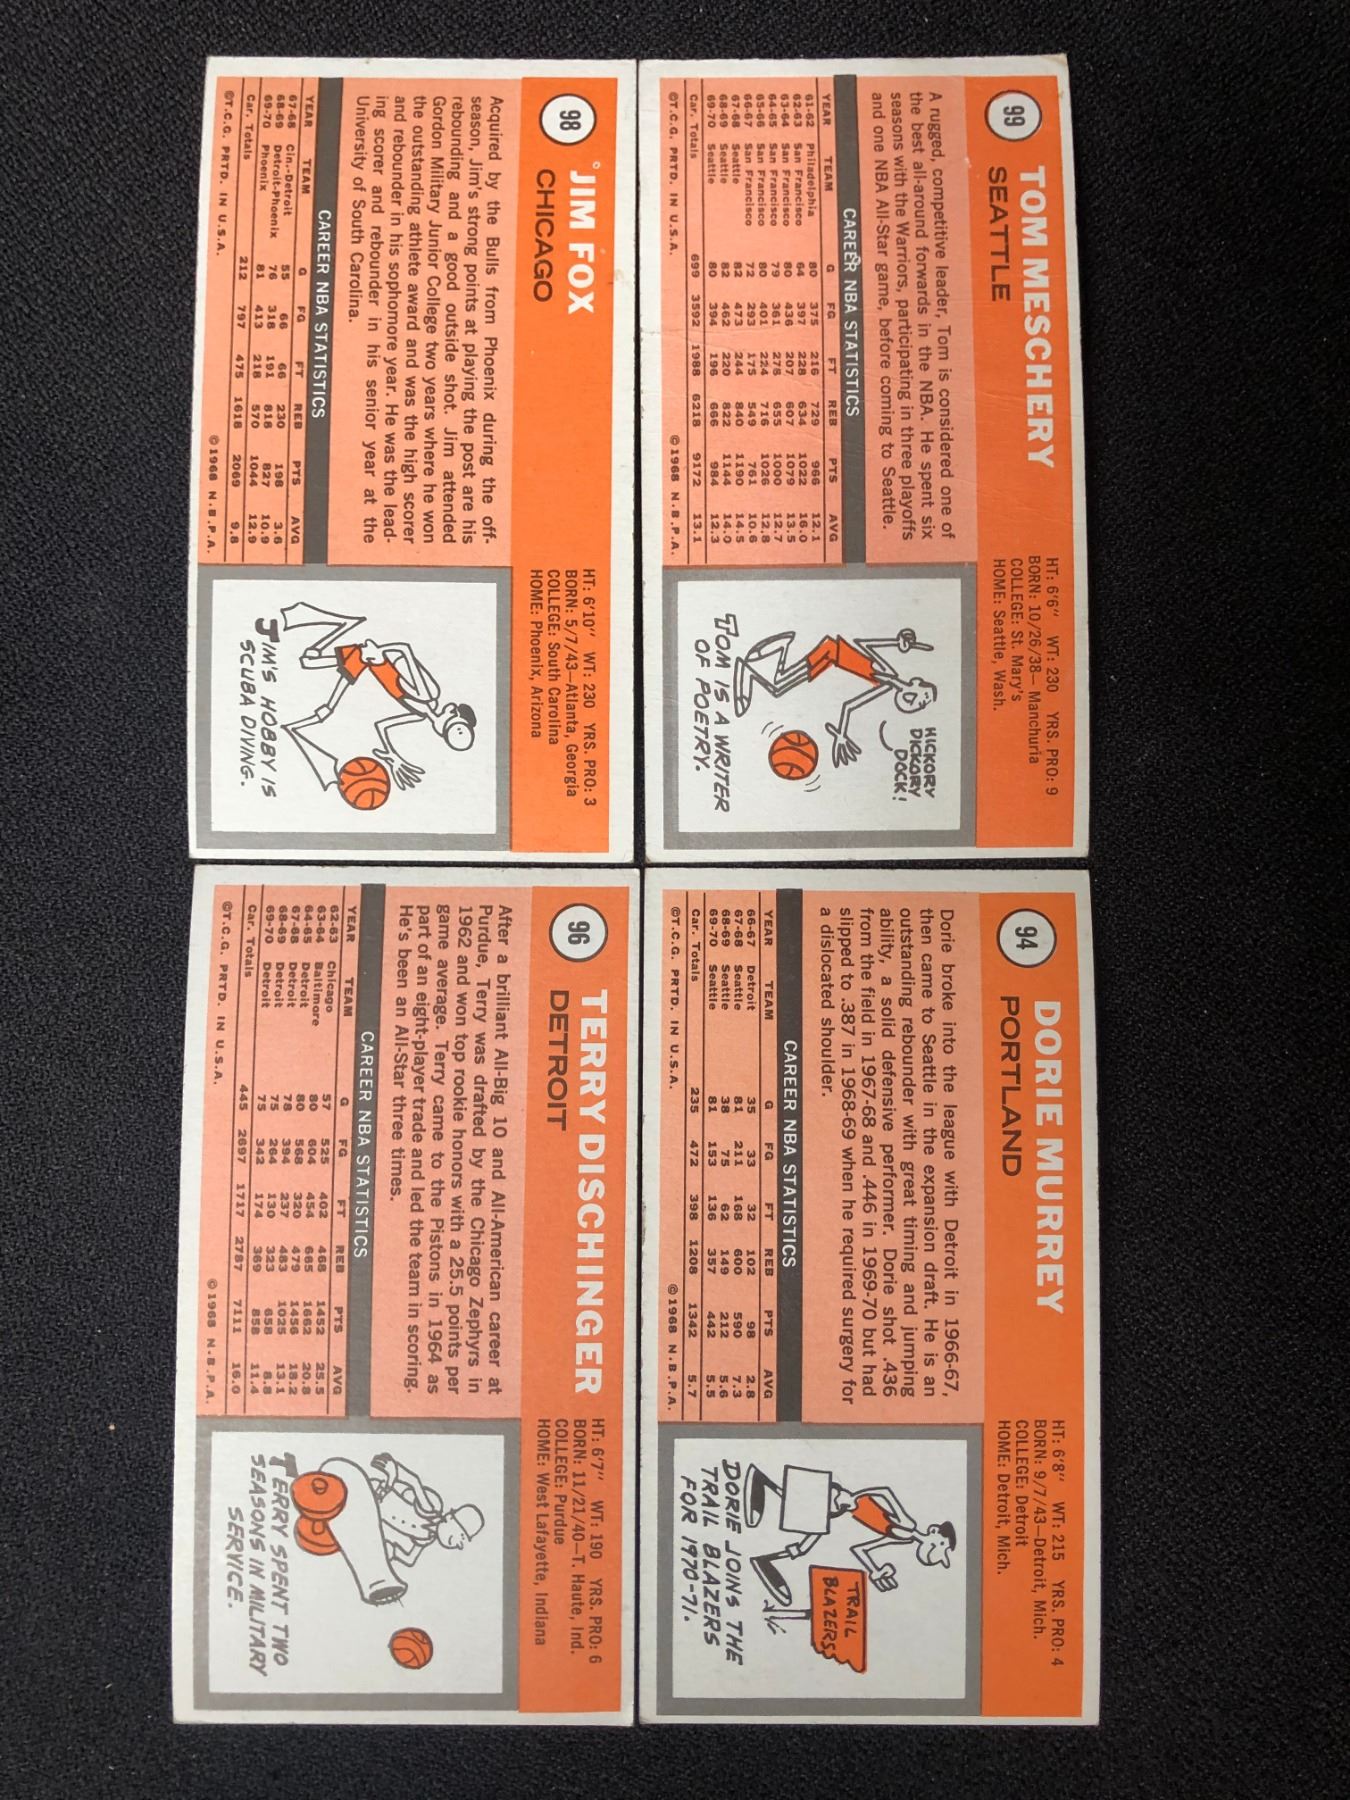 99
TOM MESCHERY
SEATTLE
HT: 6'6" WT: 230 YRS. PRO: 9
BORN: 10/26/38—Manchuria
COLLEGE: St. Mary's
HOME: Seattle, Wash.
A rugged, competitive leader, Tom is considered one of
the best all-around forwards in the NBA. He spent six
seasons with the Warriors, participating in three playoffs
and one NBA All-Star game, before coming to Seattle.
CAREER NBA STATISTICS
YEAR TEAM G FG FT REB PTS AVG
61-62 Philadelphia 80 375 216 729 966 12.1
62-63 San Francisco 64 397 228 634 1022 16.0
63-64 San Francisco 80 436 207 607 1079 13.5
64-65 San Francisco 79 361 278 655 1000 12.7
65-66 San Francisco 80 401 224 716 1026 12.8
66-67 San Francisco 72 293 175 549 761 10.6
67-68 Seattle 82 473 244 840 1190 14.5
68-69 Seattle 82 462 220 822 1144 14.0
69-70 Seattle 80 394 196 666 984 12.3
Car. Totals 699 3592 1988 6218 9172 13.1
©T.C.G. PRTD. IN U.S.A. ©1968 N.B.P.A.
HICKORY
DICKORY
DOCK!
TOM IS A WRITER
OF POETRY.
94
DORIE MURREY
PORTLAND
HT: 6'8" WT: 215 YRS. PRO: 4
BORN: 9/7/43—Detroit, Mich.
COLLEGE: Detroit
HOME: Detroit, Mich.
Dorie broke into the league with Detroit in 1966-67,
then came to Seattle in the expansion draft. He is an
outstanding rebounder with great timing and jumping
ability, a solid defensive performer. Dorie shot .436
from the field in 1967-68 and .446 in 1969-70 but had
slipped to .387 in 1968-69 when he required surgery for
a dislocated shoulder.
CAREER NBA STATISTICS
YEAR TEAM G FG FT REB PTS AVG
66-67 Detroit 35 33 32 102 98 2.8
67-68 Seattle 81 211 168 600 590 7.3
68-69 Seattle 38 75 62 149 212 5.6
69-70 Seattle 81 153 136 357 442 5.5
Car. Totals 235 472 398 1208 1342 5.7
©T.C.G. PRTD. IN U.S.A. ©1968 N.B.P.A.
TRAIL
BLAZERS
DORIE JOINS THE
TRAIL BLAZERS
FOR 1970-71.
98
JIM FOX
CHICAGO
HT: 6'10" WT: 230 YRS. PRO: 3
BORN: 5/7/43—Atlanta, Georgia
COLLEGE: South Carolina
HOME: Phoenix, Arizona
Acquired by the Bulls from Phoenix during the off-
season, Jim's strong points at playing the post are his
rebounding and a good outside shot. Jim attended
Gordon Military Junior College two years where he won
the outstanding athlete award and was the high scorer
and rebounder in his sophomore year. He was the lead-
ing scorer and rebounder in his senior year at the
University of South Carolina.
CAREER NBA STATISTICS
YEAR TEAM G FG FT REB PTS AVG
67-68 Cin.-Detroit 55 66 66 230 198 3.6
68-69 Detroit-Phoenix 76 318 191 818 827 10.9
69-70 Phoenix 81 413 218 570 1044 12.9
Car. Totals 212 797 475 1618 2069 9.8
©T.C.G. PRTD. IN U.S.A. ©1968 N.B.P.A.
JIM'S HOBBY IS
SCUBA DIVING.
96
TERRY DISCHINGER
DETROIT
HT: 6'7" WT: 190 YRS. PRO: 6
BORN: 11/21/40—T. Haute, Ind.
COLLEGE: Purdue
HOME: West Lafayette, Indiana
After a brilliant All-Big 10 and All-American career at
Purdue, Terry was drafted by the Chicago Zephyrs in
1962 and won top rookie honors with a 25.5 points per
game average. Terry came to the Pistons in 1964 as
part of an eight-player trade and led the team in scoring.
He's been an All-Star three times.
CAREER NBA STATISTICS
YEAR TEAM G FG FT REB PTS AVG
62-63 Chicago 57 525 402 468 1452 25.5
63-64 Baltimore 80 604 454 665 1662 20.8
64-65 Detroit 80 568 320 479 1456 18.2
67-68 Detroit 78 394 237 483 1025 13.1
68-69 Detroit 75 264 130 323 658 8.8
69-70 Detroit 75 342 174 369 858 11.4
Car. Totals 445 2697 1717 2787 7111 16.0
©T.C.G. PRTD. IN U.S.A. ©1968 N.B.P.A.
TERRY SPENT TWO
SEASONS IN MILITARY
SERVICE.